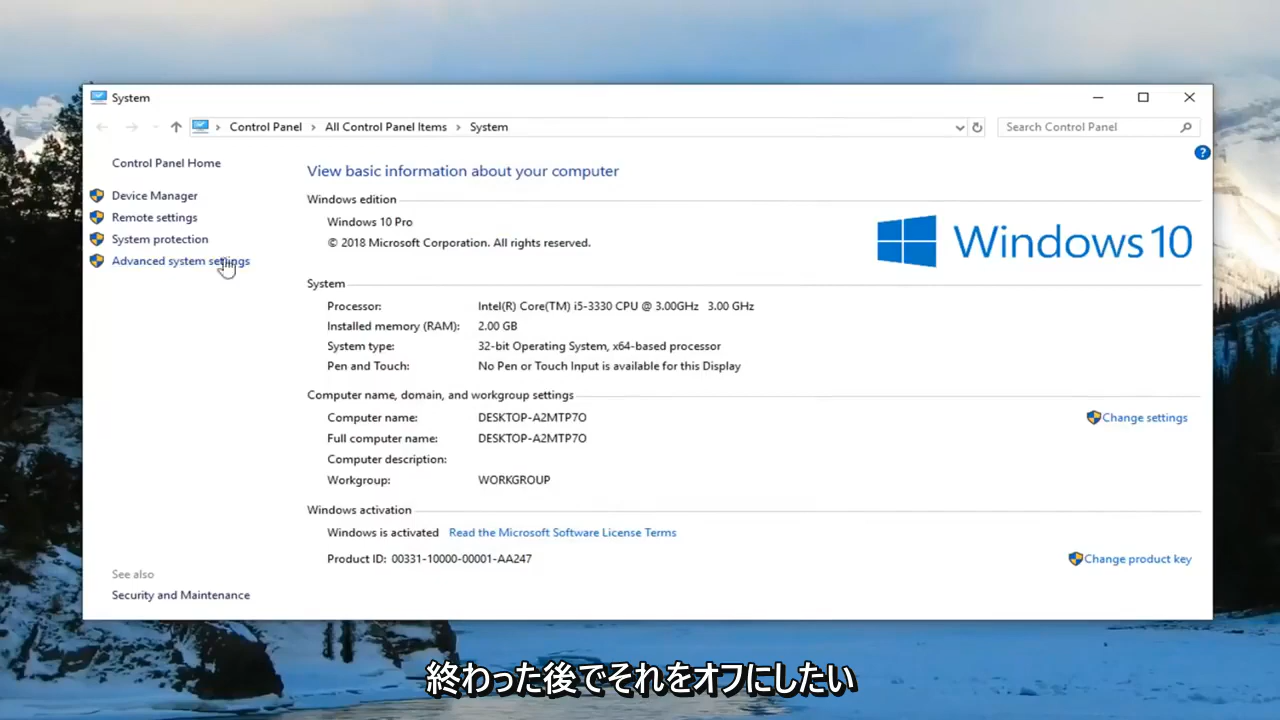 System
Control Panel > All Control Panel Items > System
Search Control Panel
?
Control Panel Home
Device Manager
Remote settings
System protection
Advanced system settings
View basic information about your computer
Windows edition
Windows 10 Pro
© 2018 Microsoft Corporation. All rights reserved.
Windows 10
System
Processor: Intel(R) Core(TM) i5-3330 CPU @ 3.00GHz 3.00 GHz
Installed memory (RAM): 2.00 GB
System type: 32-bit Operating System, x64-based processor
Pen and Touch: No Pen or Touch Input is available for this Display
Computer name, domain, and workgroup settings
Computer name: DESKTOP-A2MTP7O
Change settings
Full computer name: DESKTOP-A2MTP7O
Computer description:
Workgroup: WORKGROUP
Windows activation
Windows is activated Read the Microsoft Software License Terms
Product ID: 00331-10000-00001-AA247
Change product key
See also
Security and Maintenance
終わった後でそれをオフにしたい